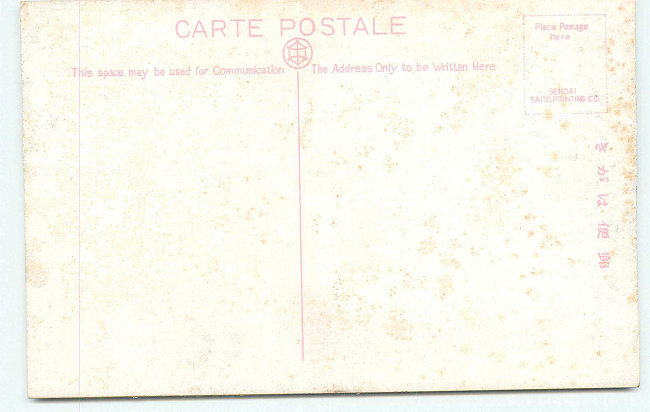 CARTE POSTALE
This space may be used for Communication
The Address Only to be Written Here
Place Postage
Here
SENDAI
SAITO PRINTING CO.
きがは便郵